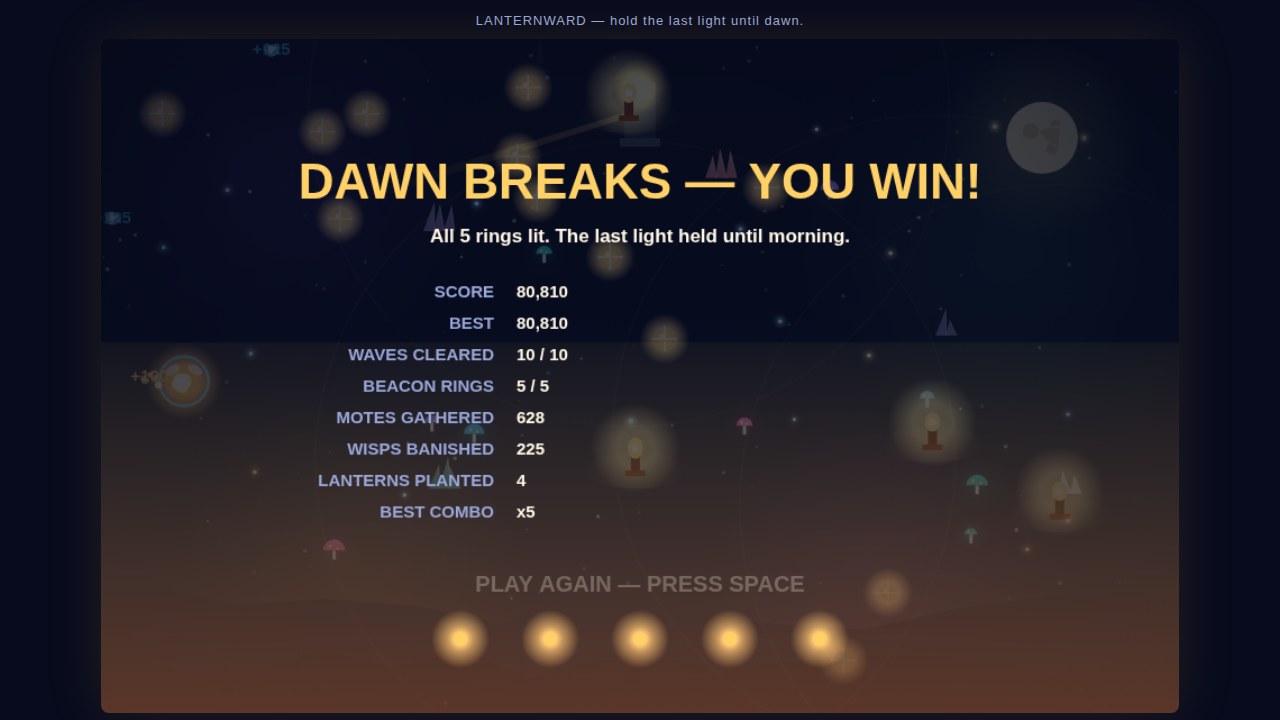 LANTERNWARD — hold the last light until dawn.
DAWN BREAKS — YOU WIN!
All 5 rings lit. The last light held until morning.
SCORE 80,810
BEST 80,810
WAVES CLEARED 10 / 10
BEACON RINGS 5 / 5
MOTES GATHERED 628
WISPS BANISHED 225
LANTERNS PLANTED 4
BEST COMBO x5
PLAY AGAIN — PRESS SPACE